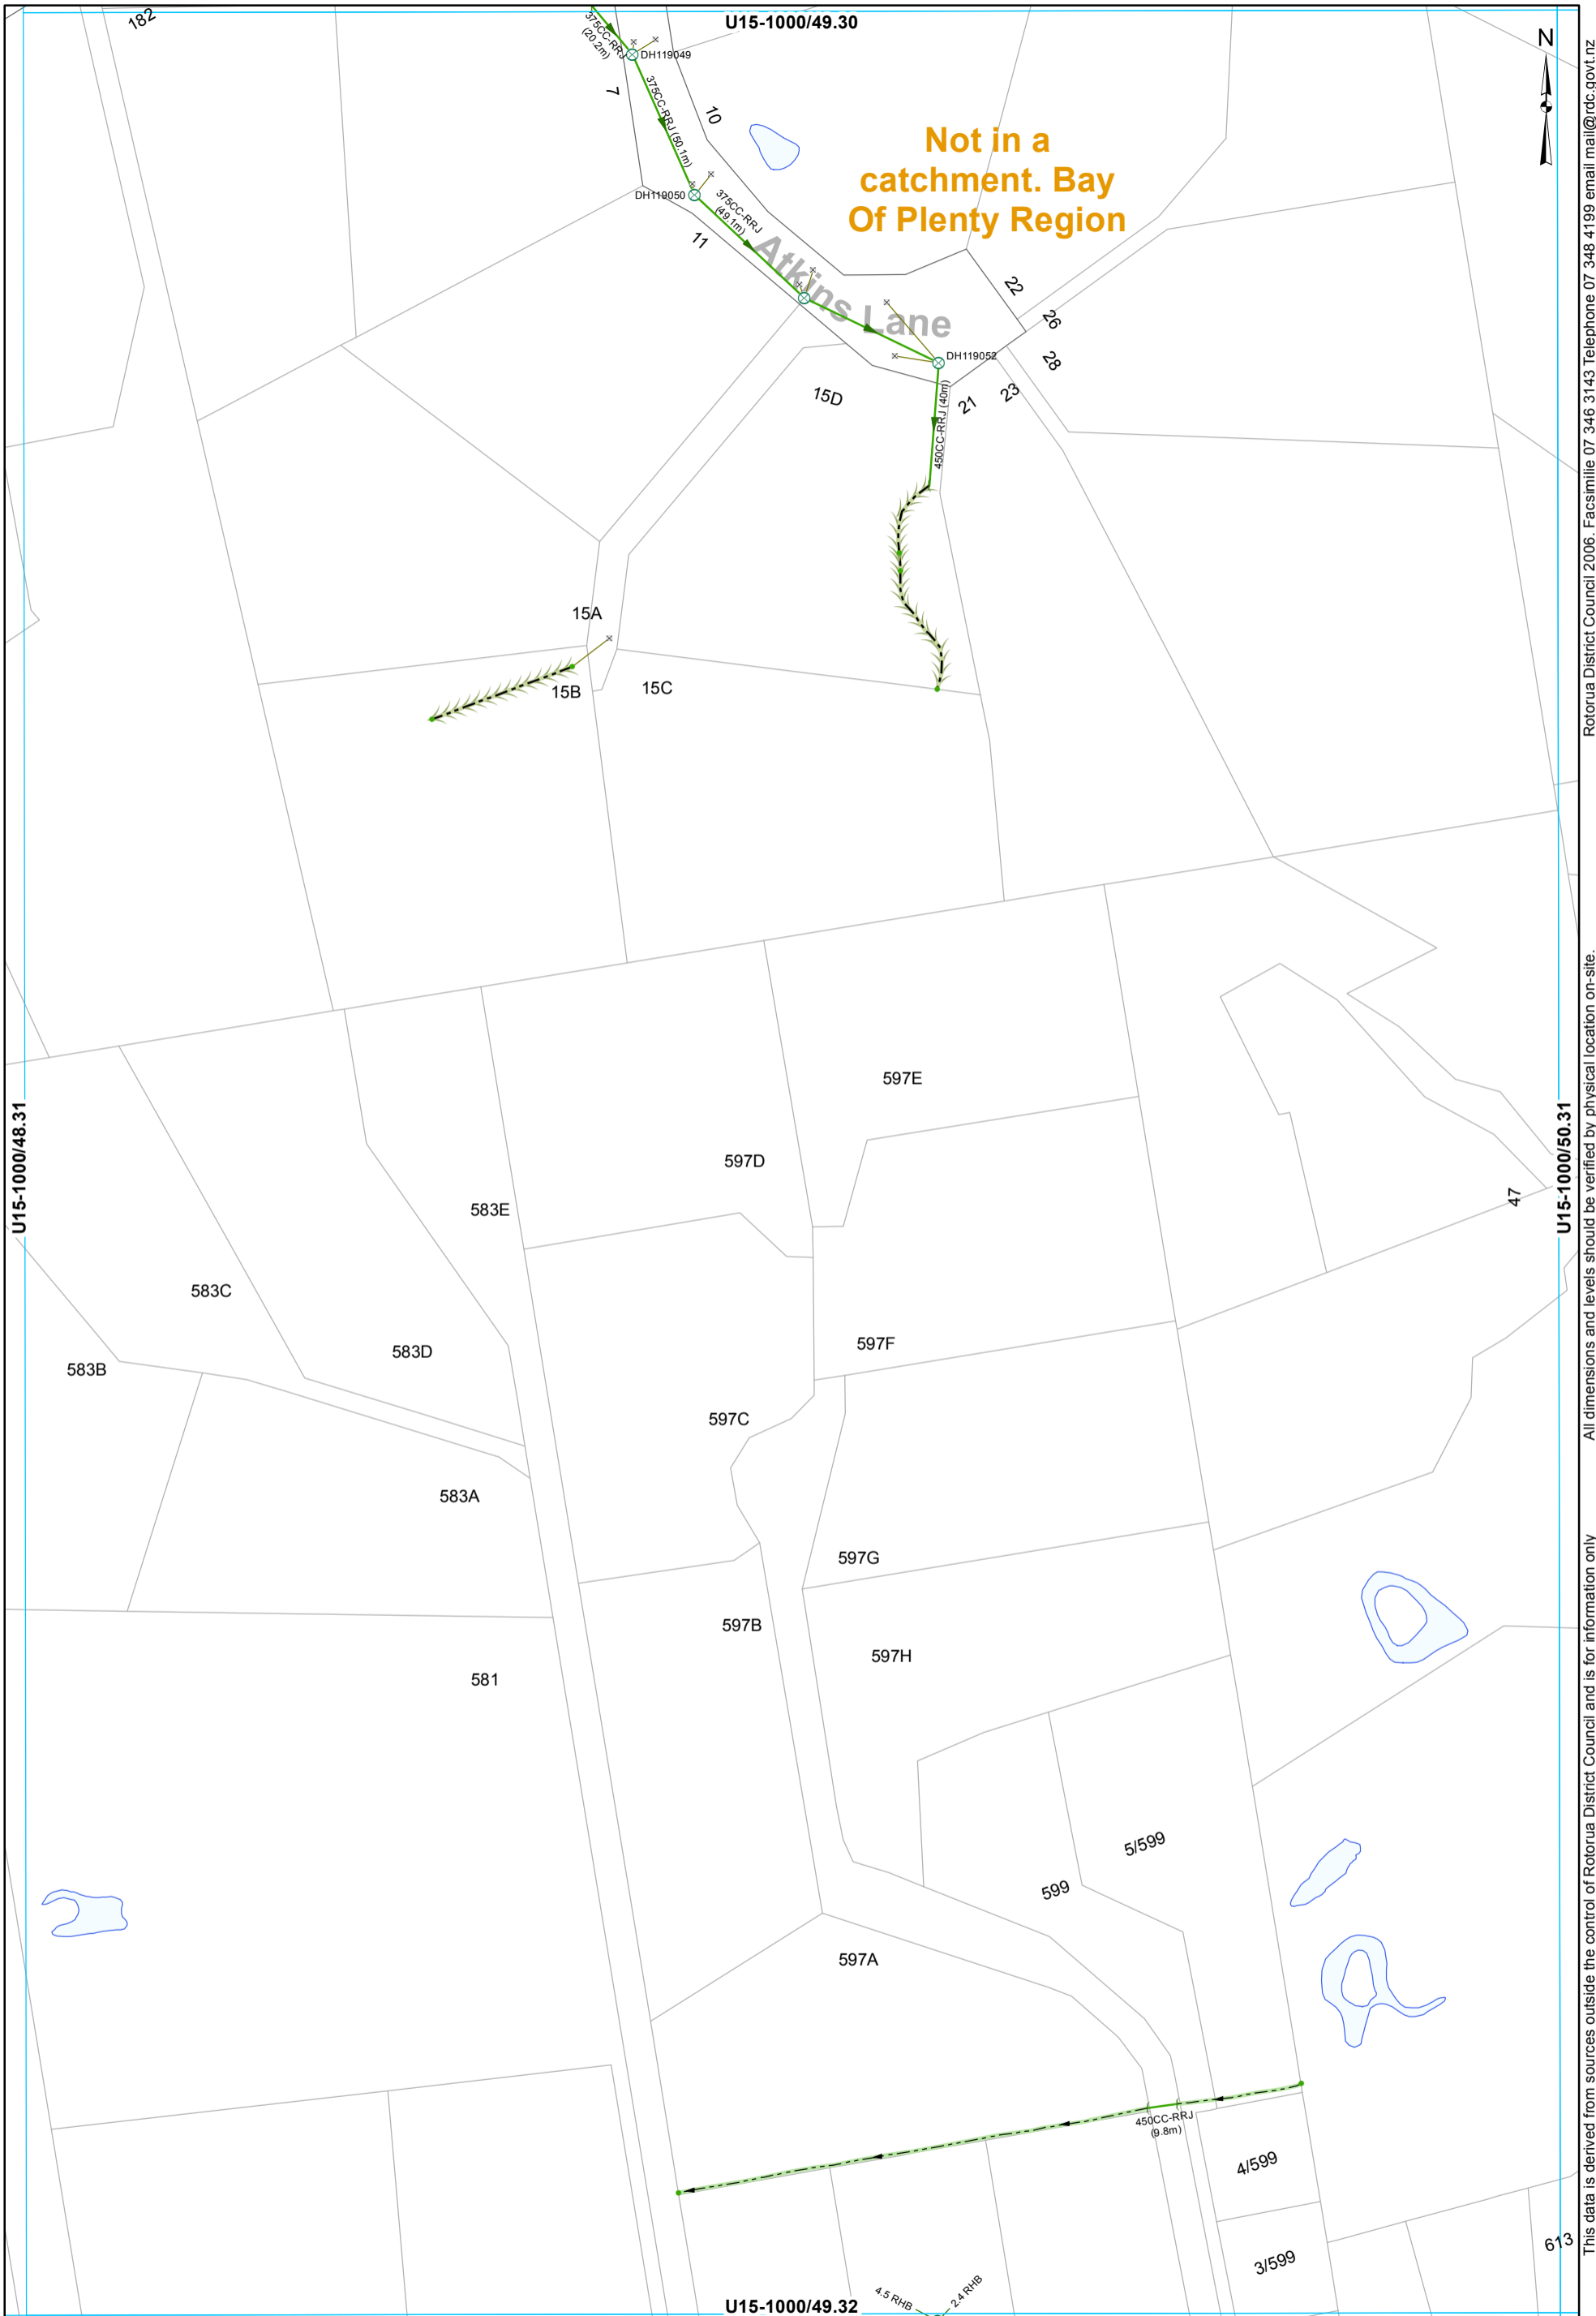 U15-1000/49.30
182
375CC-RRJ
(20.2m)
DH119049
N
7
375CC-RRJ (50.1m)
10
Not in a
catchment. Bay
Of Plenty Region
DH119050
375CC-RRJ
(49.1m)
11
Atkins Lane
22
26
28
DH119052
15D
450CC-RRJ (40m)
21
23
15A
15B
15C
597E
U15-1000/48.31
U15-1000/50.31
597D
47
583E
583C
597F
583D
583B
597C
583A
597G
597B
597H
581
5/599
599
597A
450CC-RRJ
(9.8m)
4/599
613
3/599
4.5 RHB
2.4 RHB
U15-1000/49.32
This data is derived from sources outside the control of Rotorua District Council and is for information only
All dimensions and levels should be verified by physical location on-site.
Rotorua District Council 2006. Facsimilie 07 346 3143 Telephone 07 348 4199 email mail@rdc.govt.nz